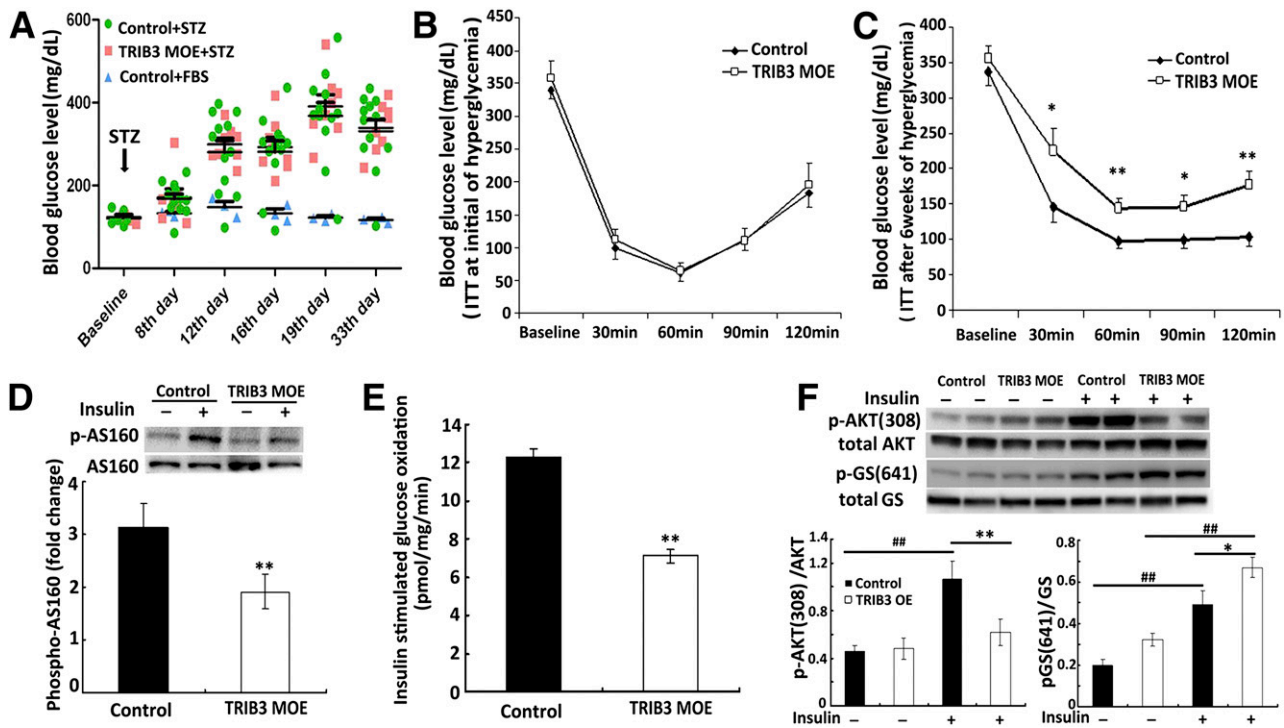 A
Blood glucose level (mg/dL)
600
400
200
0
Control+STZ
TRIB3 MOE+STZ
Control+FBS
STZ
Baseline
8th day
12th day
16th day
19th day
33th day
B
Blood glucose level (mg/dL)
( ITT at initial of hyperglycemia)
400
350
300
250
200
150
100
50
0
Control
TRIB3 MOE
Baseline 30min 60min 90min 120min
C
Blood glucose level (mg/dL)
( ITT after 6weeks of hyperglycemia)
400
350
300
250
200
150
100
50
0
Control
TRIB3 MOE
*
**
*
**
Baseline 30min 60min 90min 120min
D
Control TRIB3 MOE
Insulin – + – +
p-AS160
AS160
Phospho-AS160 (fold change)
4
3
2
1
0
**
Control TRIB3 MOE
E
Insulin stimulated glucose oxidation
(pmol/mg/min)
14
12
10
8
6
4
2
0
**
Control TRIB3 MOE
F
Control TRIB3 MOE Control TRIB3 MOE
Insulin – – – – + + + +
p-AKT(308)
total AKT
p-GS(641)
total GS
p-AKT(308) /AKT
1.6
1.2
0.8
0.4
0
##
**
Control
TRIB3 OE
Insulin – – + +
pGS(641)/ GS
0.8
0.6
0.4
0.2
0
##
*
##
Insulin – – + +